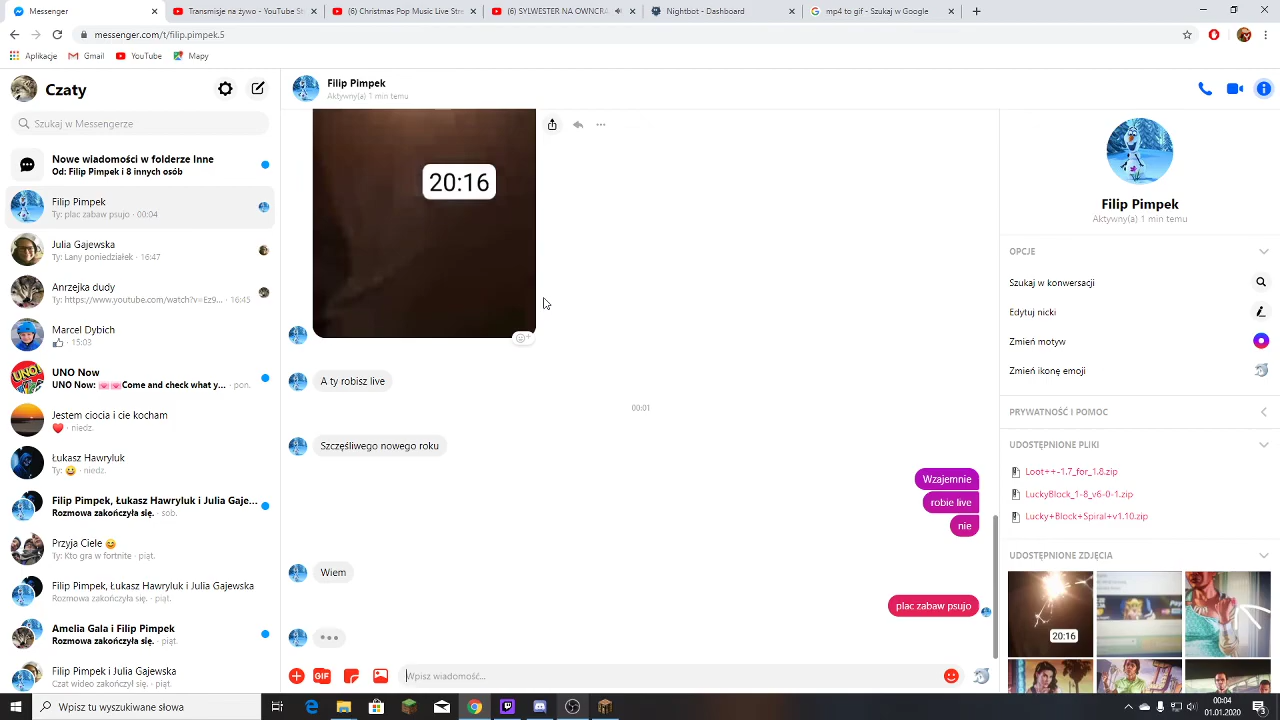 Messenger
Transmisje na żywo - YouTube St
(6) Christmas Pop Music Live Stre
(6) SYLWESTER NA OWNCRA
Nightbot - Dashbord
mp4 to gif - Szukaj w Googl
messenger.com/t/filip.pimpek.5
Aplikacje
Gmail
YouTube
Mapy
Czaty
Szukaj w Messengerze
Nowe wiadomości w folderze Inne
Od: Filip Pimpek i 8 innych osób
Filip Pimpek
Ty: plac zabaw psujo · 00:04
Julia Gajewska
Ty: Lany poniedziałek · 16:47
Anrzejka dudy
Ty: https://www.youtube.com/watch?v=Ez9... · 16:45
Marcel Dybich
· 15:03
UNO Now
UNO Now: 💌💌Come and check what y... · pon.
Jestem ciocia i cie kocham
❤ · niedz.
Łukasz Hawryluk
Ty: 😀 · niedz.
Filip Pimpek, Łukasz Hawryluk i Julia Gaje...
Rozmowa zakończyła się. · sob.
Przyja Ciele 😊
Ty: Kto gra w fortnite · piąt.
Filip Pimpek, Łukasz Hawryluk i Julia Gajewska
Rozmowa zakończyła się. · piąt.
Amelia Gala i Filip Pimpek
Rozmowa zakończyła się. · piąt.
Filip Pimpek i Julia Gajewska
Czat wideo zakończył się. · piąt.
Filip Pimpek
Aktywny(a) 1 min temu
20:16
A ty robisz live
00:01
Szczęśliwego nowego roku
Wzajemnie
robie live
nie
Wiem
plac zabaw psujo
GIF
Wpisz wiadomość...
Filip Pimpek
Aktywny(a) 1 min temu
OPCJE
Szukaj w konwersacji
Edytuj nicki
Zmień motyw
Zmień ikonę emoji
PRYWATNOŚĆ I POMOC
UDOSTĘPNIONE PLIKI
Loot++-1.7_for_1.8.zip
LuckyBlock_1-8_v6-0-1.zip
Lucky+Block+Spiral+v1.10.zip
UDOSTĘPNIONE ZDJĘCIA
20:16
Wpisz tu wyszukiwane słowa
00:04
01.01.2020